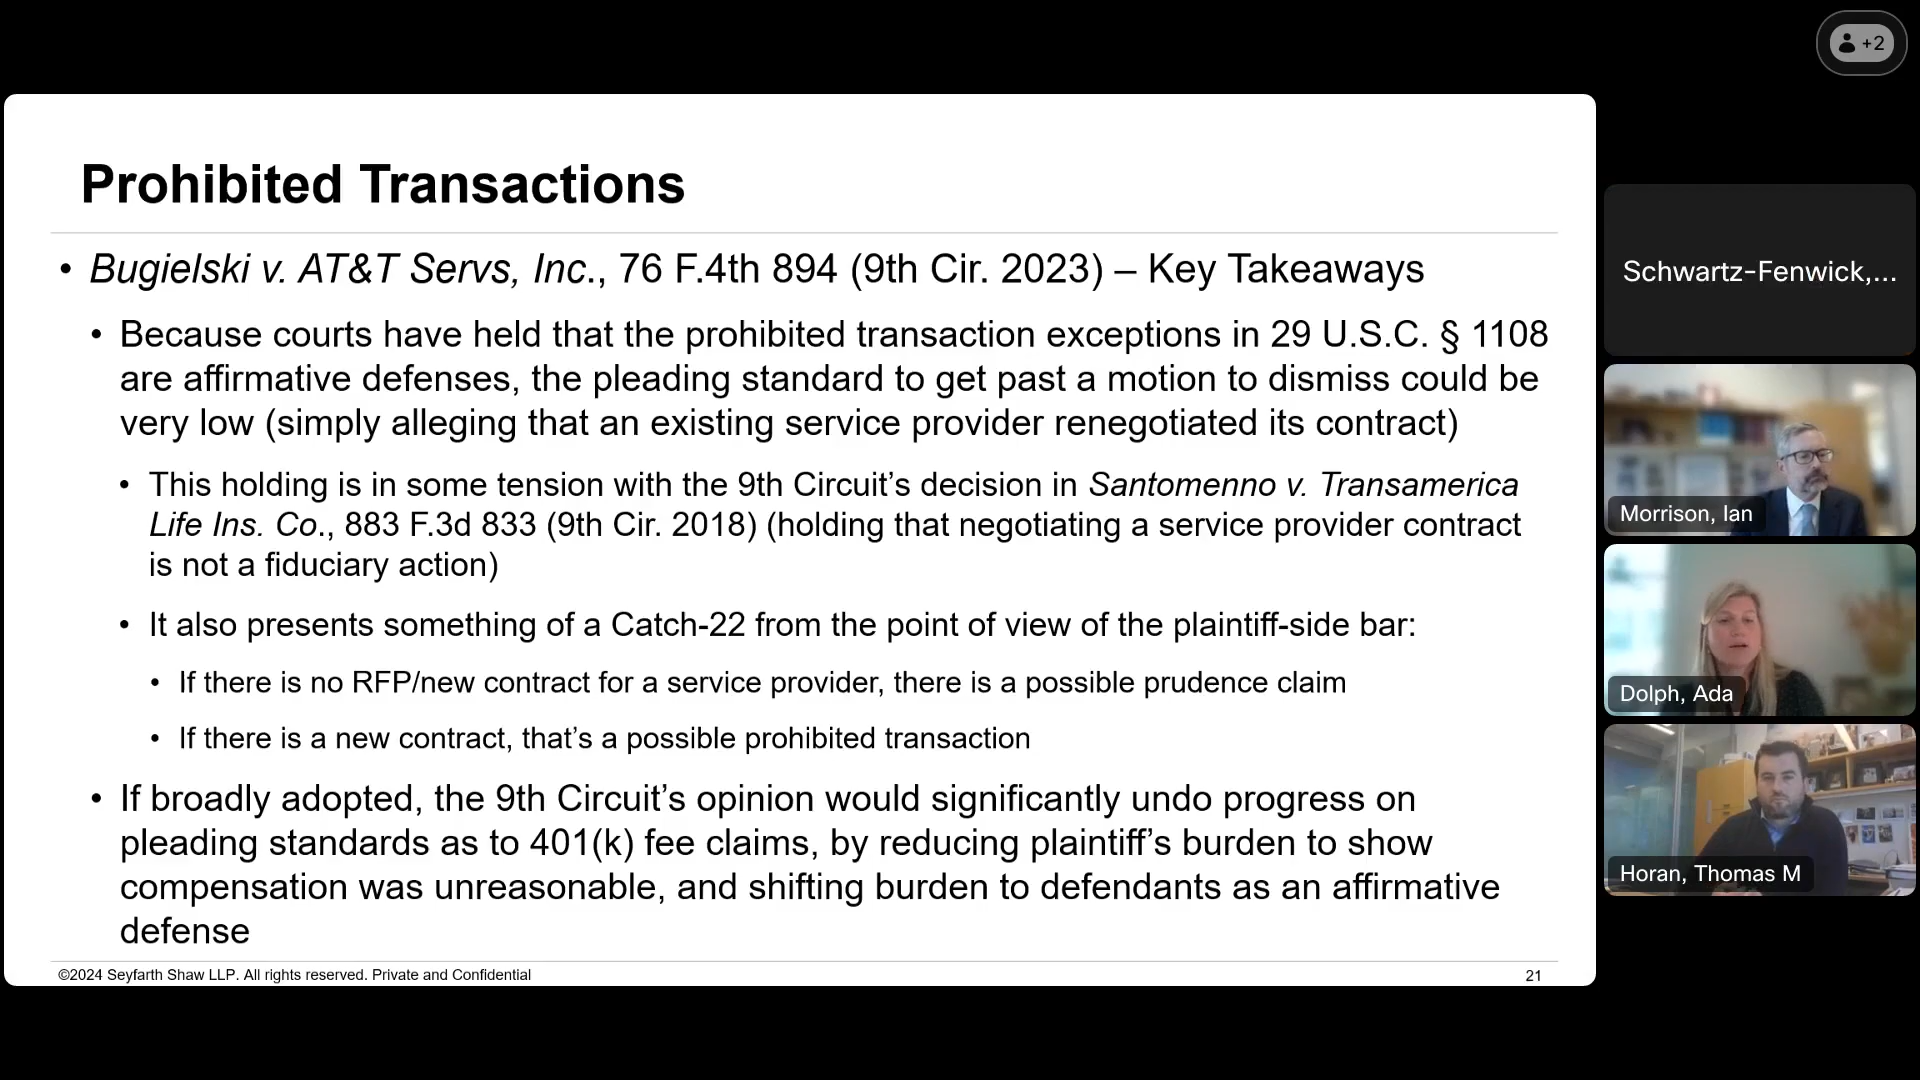 +2
Prohibited Transactions
• Bugielski v. AT&T Servs, Inc., 76 F.4th 894 (9th Cir. 2023) – Key Takeaways
• Because courts have held that the prohibited transaction exceptions in 29 U.S.C. § 1108
are affirmative defenses, the pleading standard to get past a motion to dismiss could be
very low (simply alleging that an existing service provider renegotiated its contract)
• This holding is in some tension with the 9th Circuit’s decision in Santomenno v. Transamerica
Life Ins. Co., 883 F.3d 833 (9th Cir. 2018) (holding that negotiating a service provider contract
is not a fiduciary action)
• It also presents something of a Catch-22 from the point of view of the plaintiff-side bar:
• If there is no RFP/new contract for a service provider, there is a possible prudence claim
• If there is a new contract, that’s a possible prohibited transaction
• If broadly adopted, the 9th Circuit’s opinion would significantly undo progress on
pleading standards as to 401(k) fee claims, by reducing plaintiff’s burden to show
compensation was unreasonable, and shifting burden to defendants as an affirmative
defense
©2024 Seyfarth Shaw LLP. All rights reserved. Private and Confidential
21
Schwartz-Fenwick,...
Morrison, Ian
Dolph, Ada
Horan, Thomas M